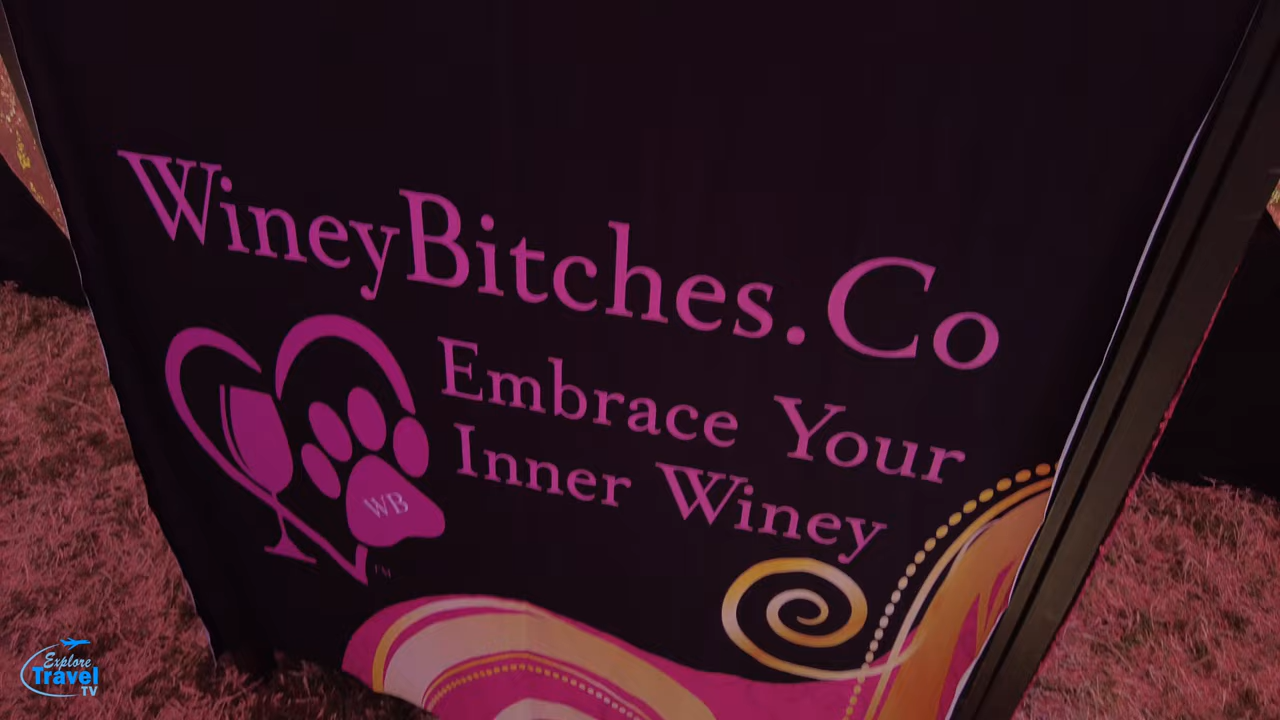 WineyBitches.Co
Embrace Your
Inner Winey
WB
TM
Explore
Travel
TV